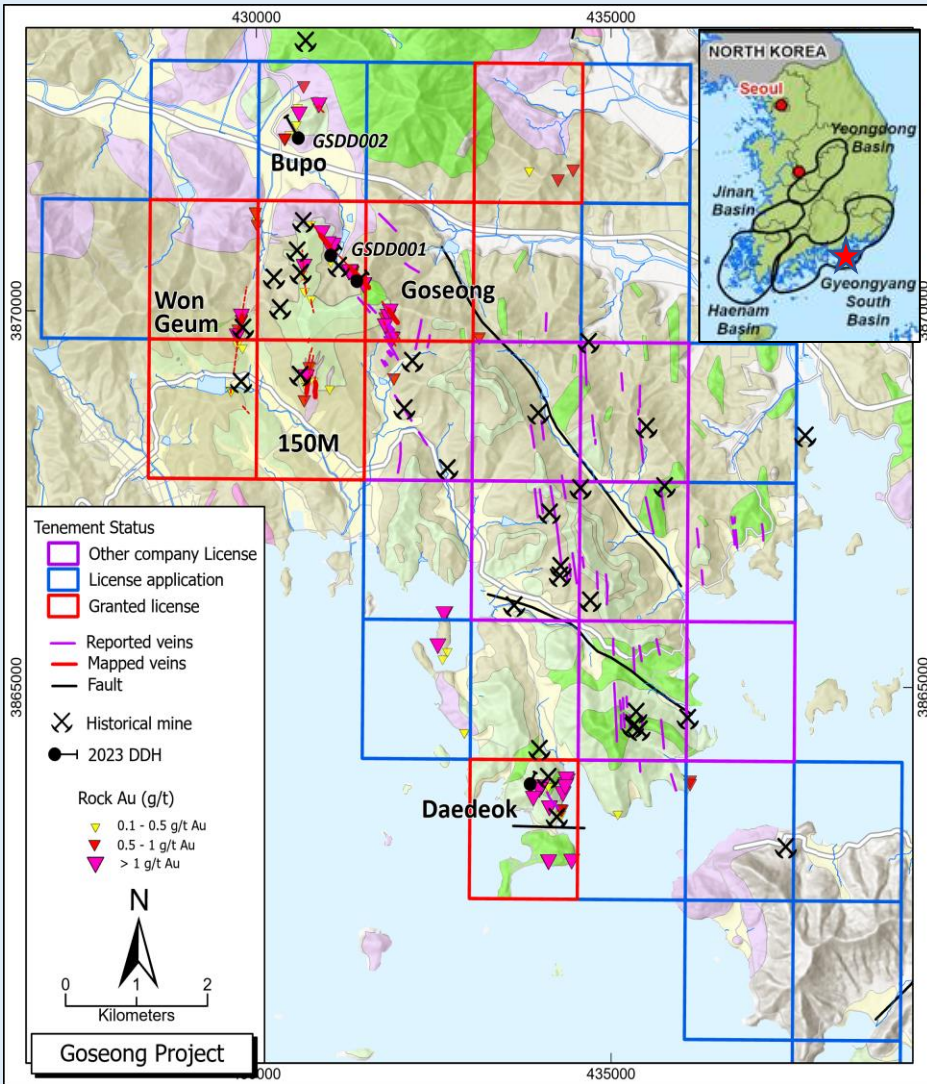 430000
435000
NORTH KOREA
Seoul
Yeongdong
Basin
Jinan
Basin
Gyeongyang
South
Basin
Haenam
Basin
GSDD002
Bupo
GSDD001
Won
Geum
Goseyang
3870000
3870000
150M
Tenement Status
Other company License
License application
Granted license
Reported veins
Mapped veins
Fault
Historical mine
2023 DDH
Rock Au (g/t)
0.1 - 0.5 g/t Au
0.5 - 1 g/t Au
> 1 g/t Au
N
0 1 2
Kilometers
Goseong Project
3865000
3865000
Daedeok
435000